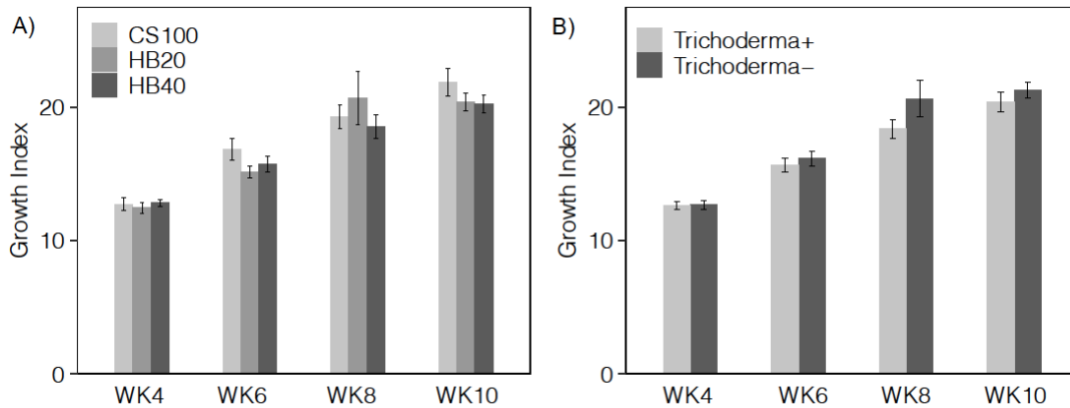 A)
CS100
HB20
HB40
Growth Index
20
10
0
WK4 WK6 WK8 WK10
B)
Trichoderma+
Trichoderma−
Growth Index
20
10
0
WK4 WK6 WK8 WK10